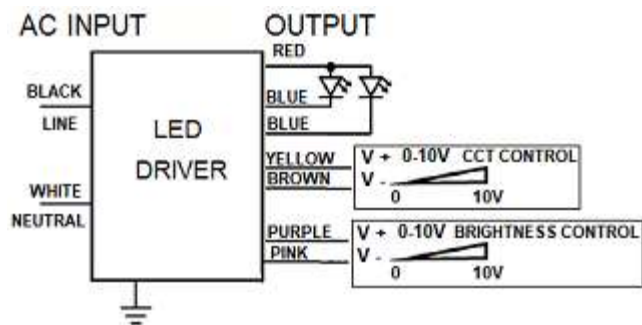 AC INPUT
OUTPUT
RED
BLACK
LINE
BLUE
BLUE
LED
DRIVER
WHITE
NEUTRAL
YELLOW
BROWN
V + 0-10V CCT CONTROL
V -
0 10V
PURPLE
PINK
V + 0-10V BRIGHTNESS CONTROL
V -
0 10V